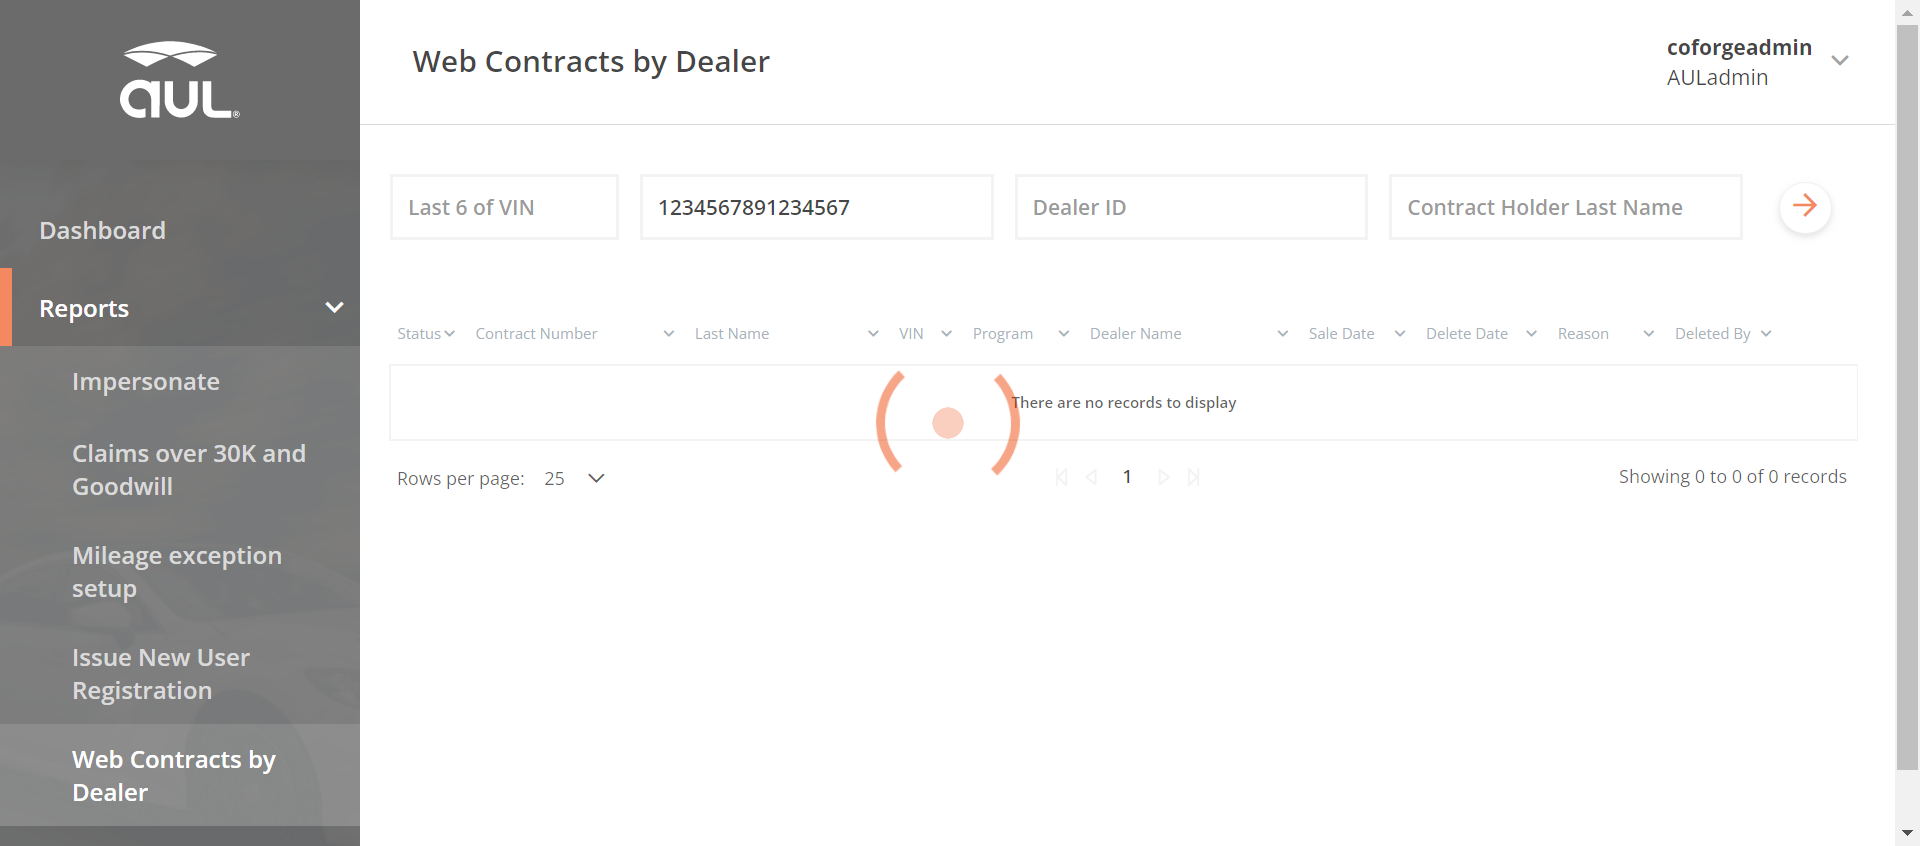 aUL®
Web Contracts by Dealer
coforgeadmin
AULadmin
Last 6 of VIN
1234567891234567
Dealer ID
Contract Holder Last Name
Dashboard
Reports
Impersonate
Claims over 30K and
Goodwill
Mileage exception
setup
Issue New User
Registration
Web Contracts by
Dealer
Status Contract Number Last Name VIN Program Dealer Name Sale Date Delete Date Reason Deleted By
There are no records to display
Rows per page: 25 1 Showing 0 to 0 of 0 records